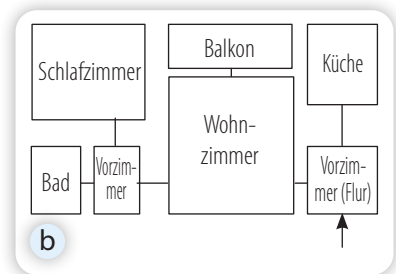 Schlafzimmer
Balkon
Küche
Wohn-
zimmer
Bad
Vorzim-
mer
Vorzim-
mer (Flur)
b